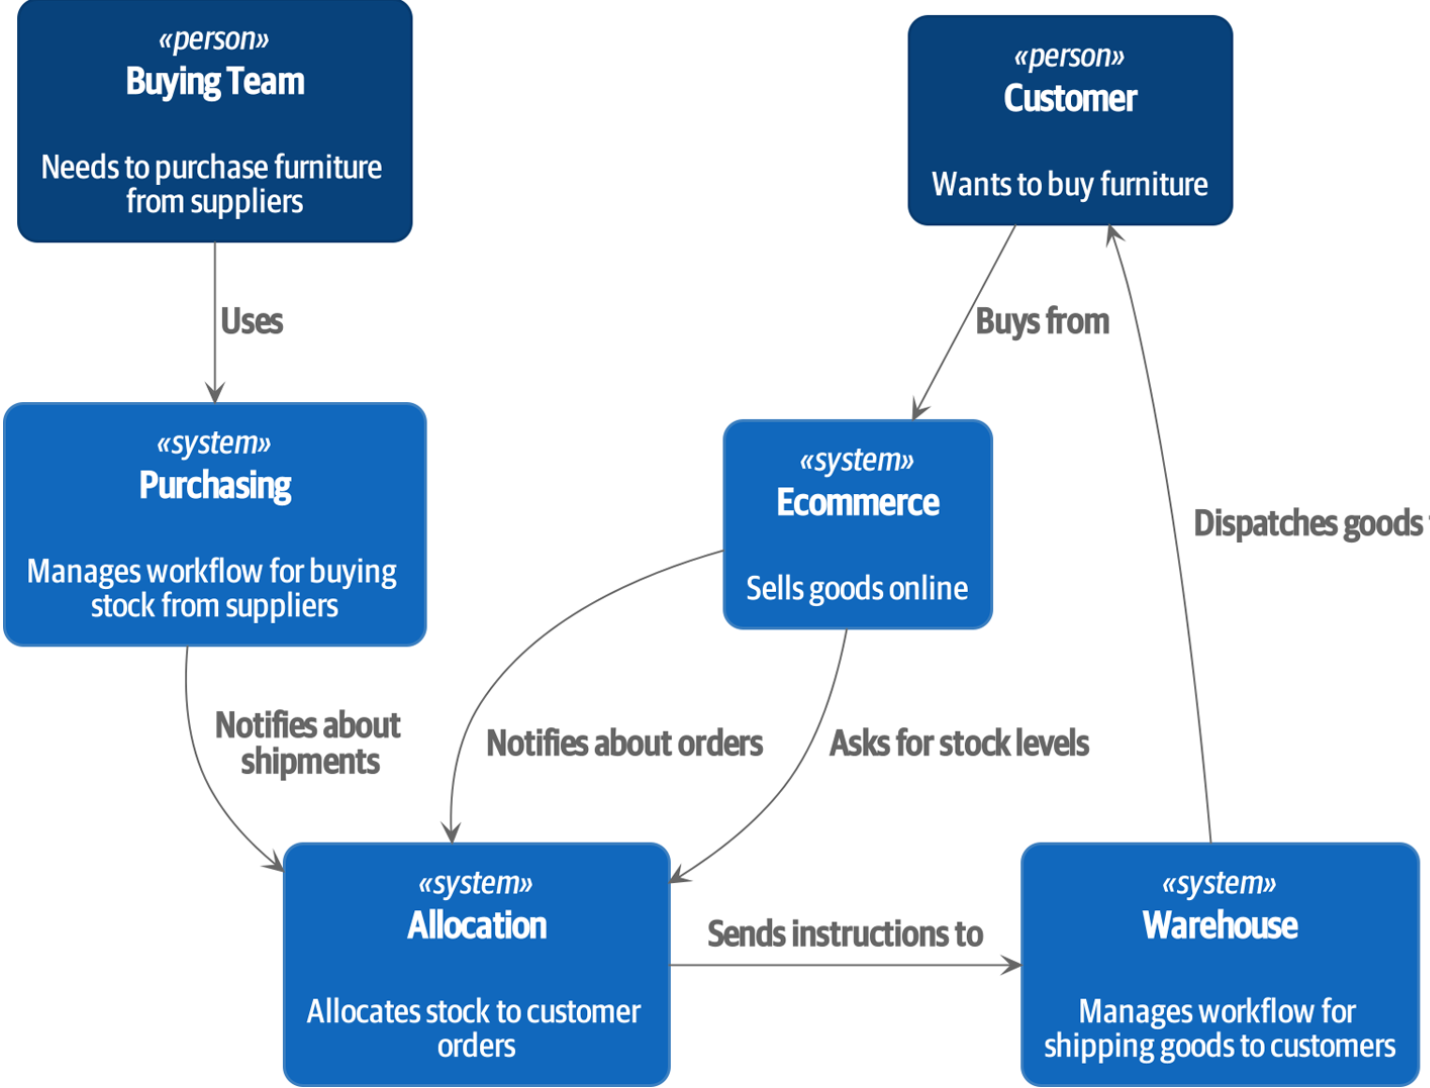 «person»
Buying Team
Needs to purchase furniture
from suppliers
«person»
Customer
Wants to buy furniture
Uses
Buys from
«system»
Purchasing
Manages workflow for buying
stock from suppliers
«system»
Ecommerce
Sells goods online
Dispatches goods
Notifies about
shipments
Notifies about orders
Asks for stock levels
«system»
Allocation
Allocates stock to customer
orders
Sends instructions to
«system»
Warehouse
Manages workflow for
shipping goods to customers